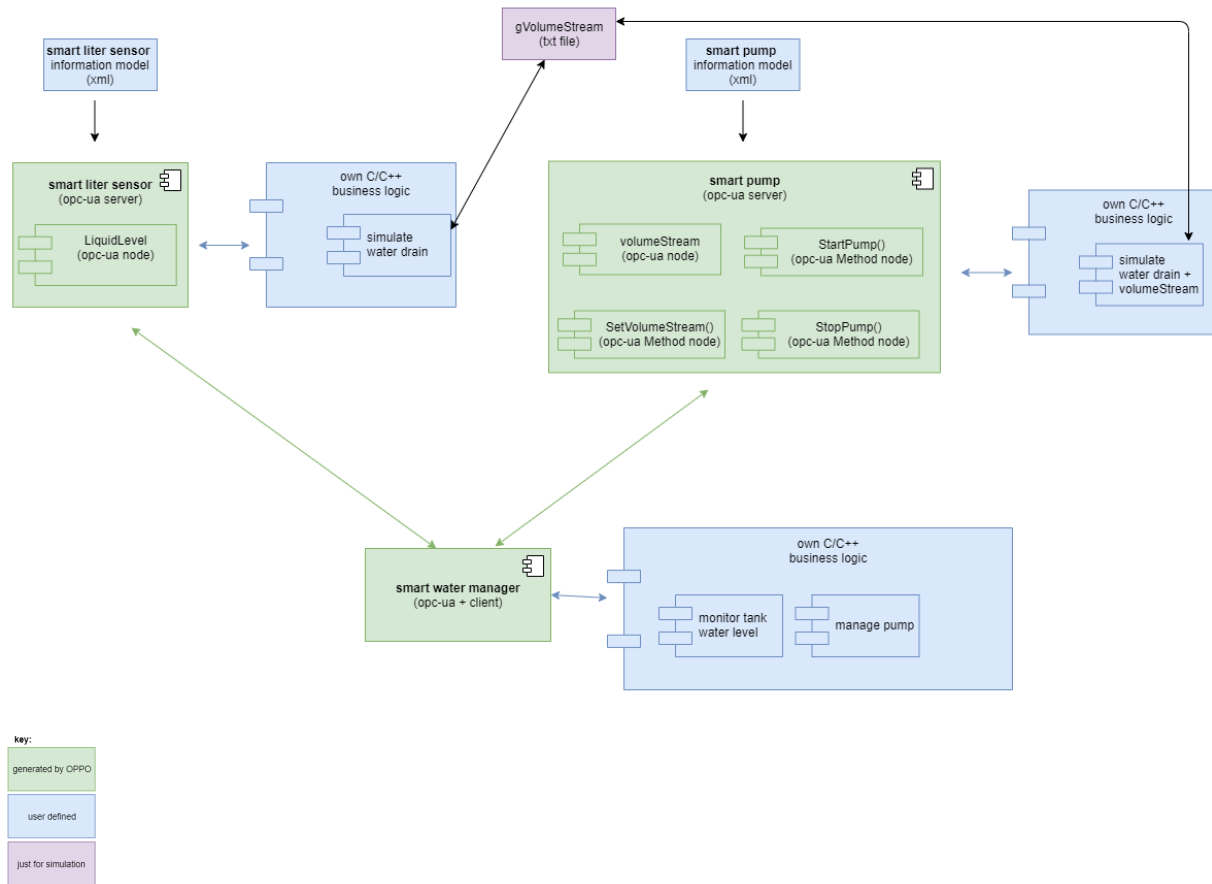 gVolumeStream
(txt file)
smart liter sensor
information model
(xml)
smart pump
information model
(xml)
smart liter sensor
(opc-ua server)
LiquidLevel
(opc-ua node)
own C/C++
business logic
simulate
water drain
smart pump
(opc-ua server)
volumeStream
(opc-ua node)
StartPump()
(opc-ua Method node)
SetVolumeStream()
(opc-ua Method node)
StopPump()
(opc-ua Method node)
own C/C++
business logic
simulate
water drain +
volumeStream
smart water manager
(opc-ua + client)
own C/C++
business logic
monitor tank
water level
manage pump
key:
generated by OPPO
user defined
just for simulation